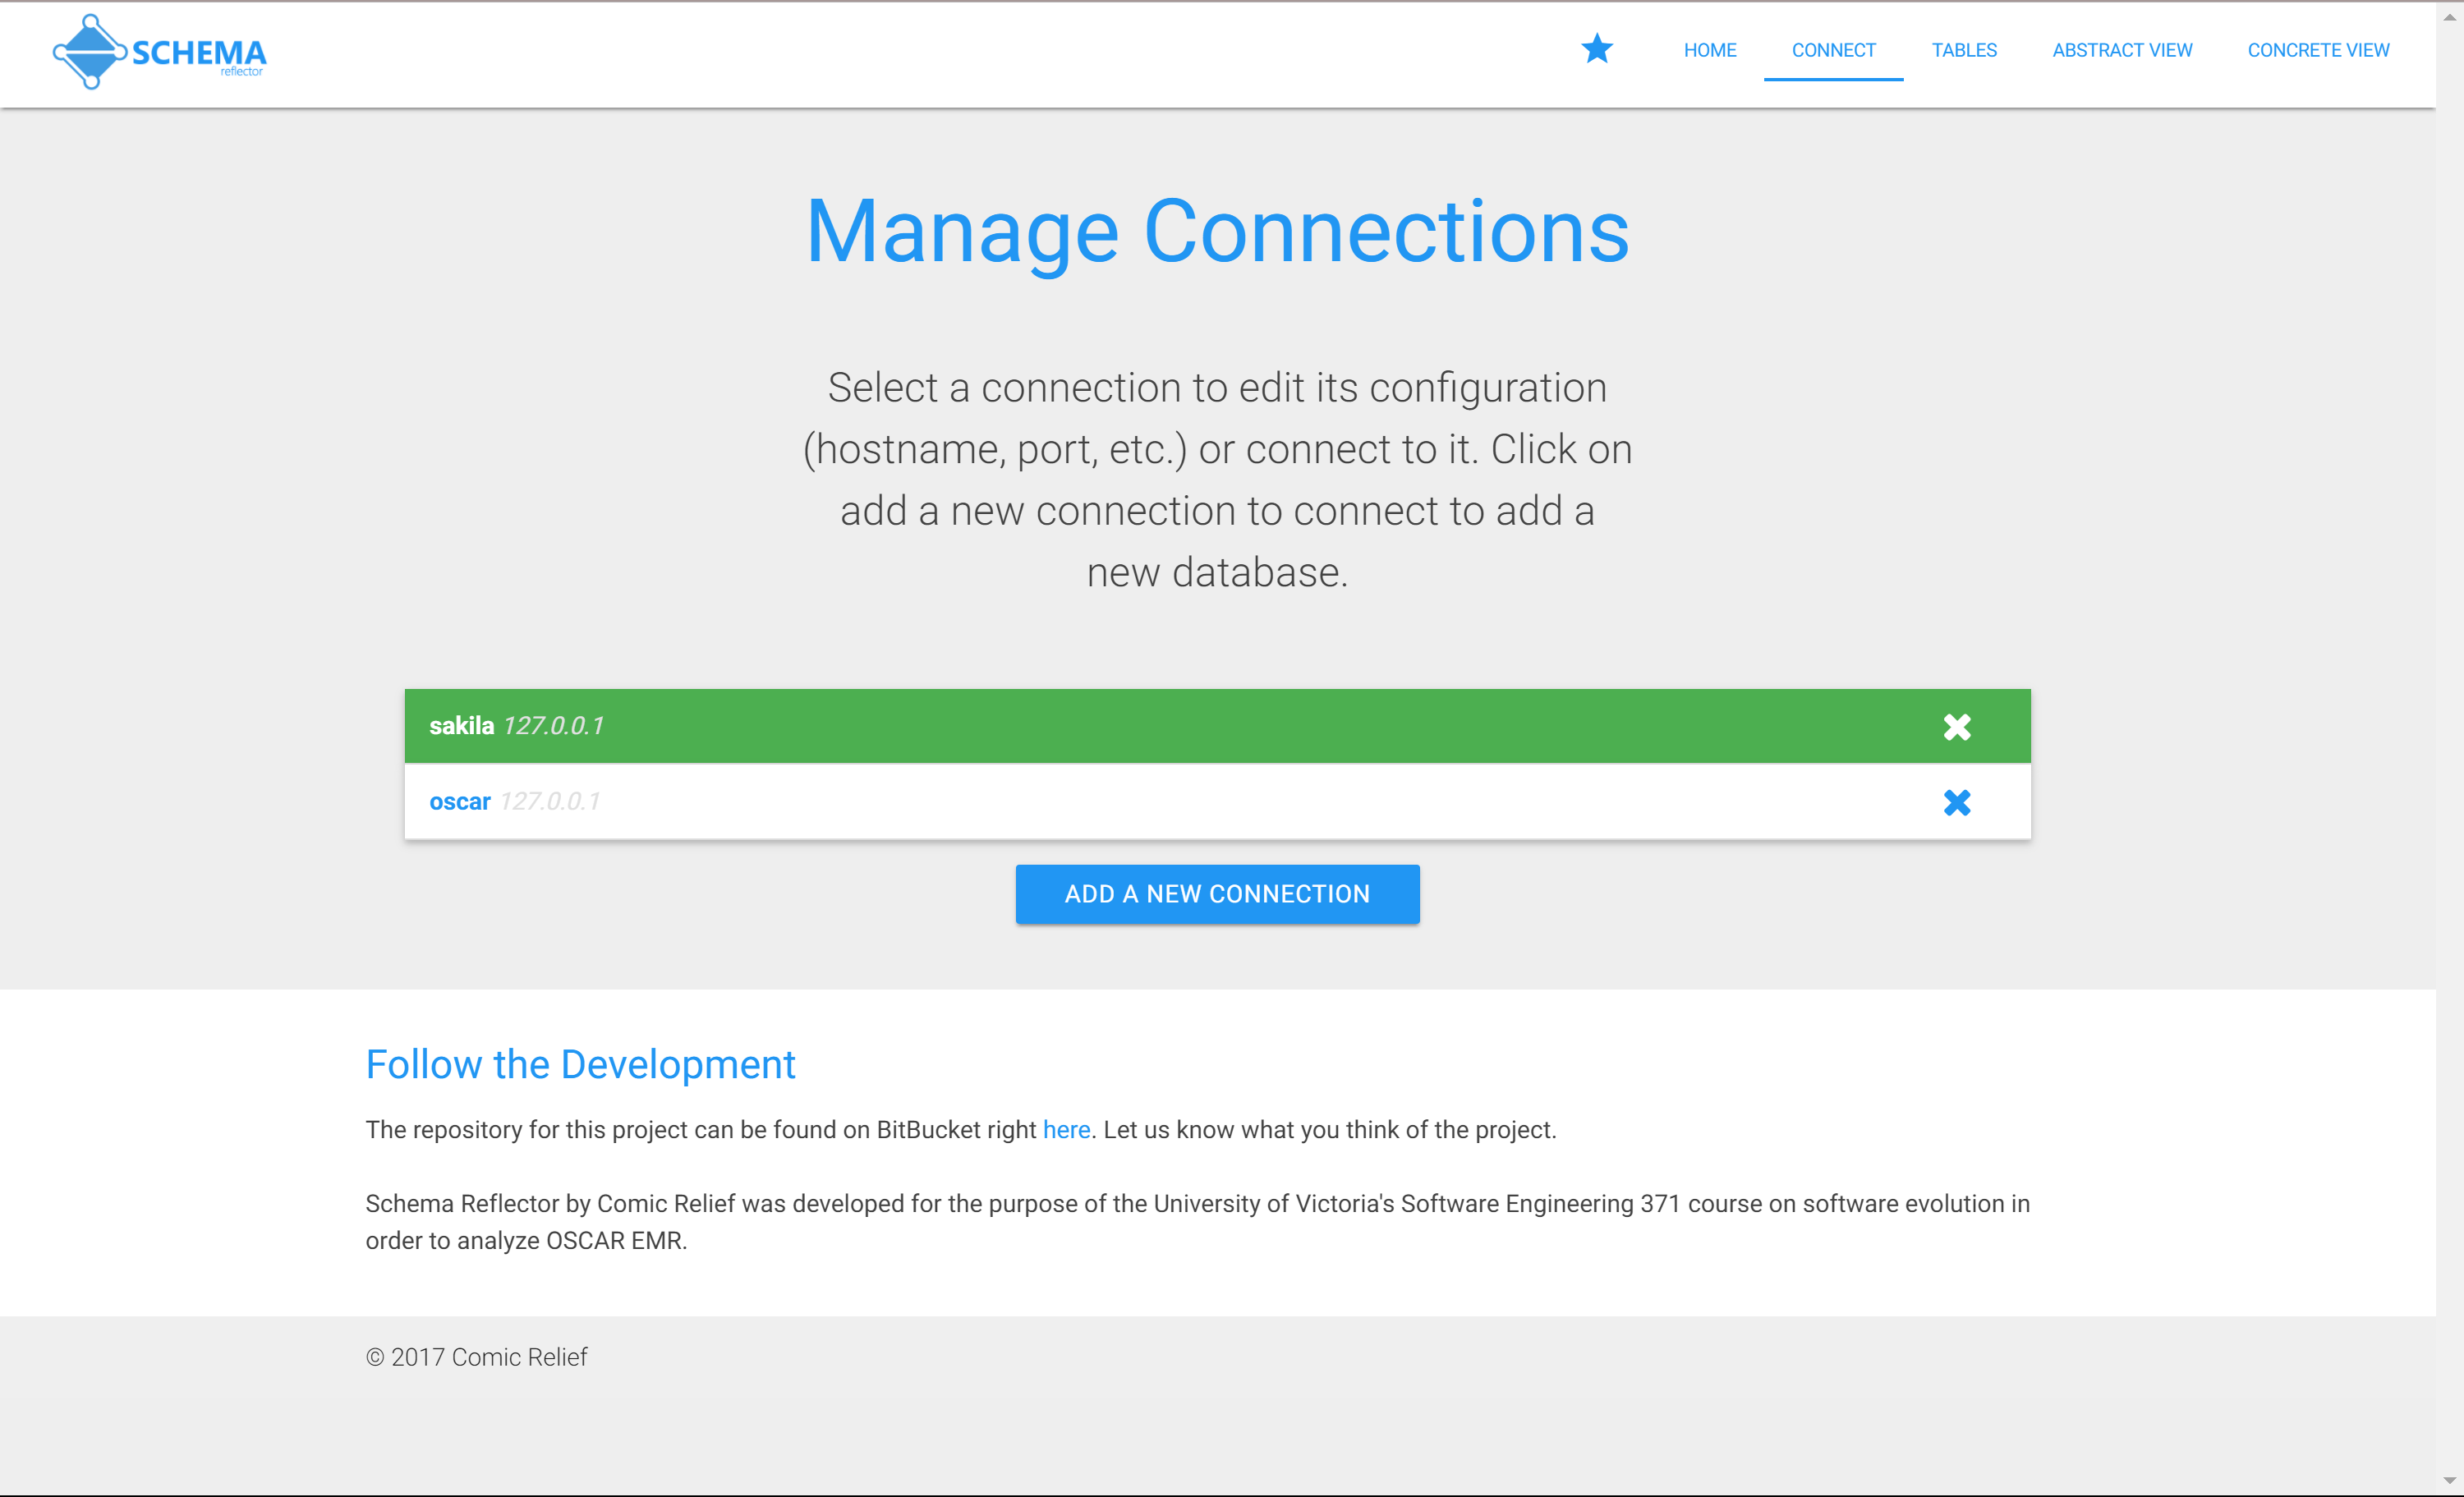 SCHEMA
reflector
HOME CONNECT TABLES ABSTRACT VIEW CONCRETE VIEW
Manage Connections
Select a connection to edit its configuration
(hostname, port, etc.) or connect to it. Click on
add a new connection to connect to add a
new database.
sakila 127.0.0.1
oscar 127.0.0.1
ADD A NEW CONNECTION
Follow the Development
The repository for this project can be found on BitBucket right here. Let us know what you think of the project.
Schema Reflector by Comic Relief was developed for the purpose of the University of Victoria's Software Engineering 371 course on software evolution in
order to analyze OSCAR EMR.
© 2017 Comic Relief